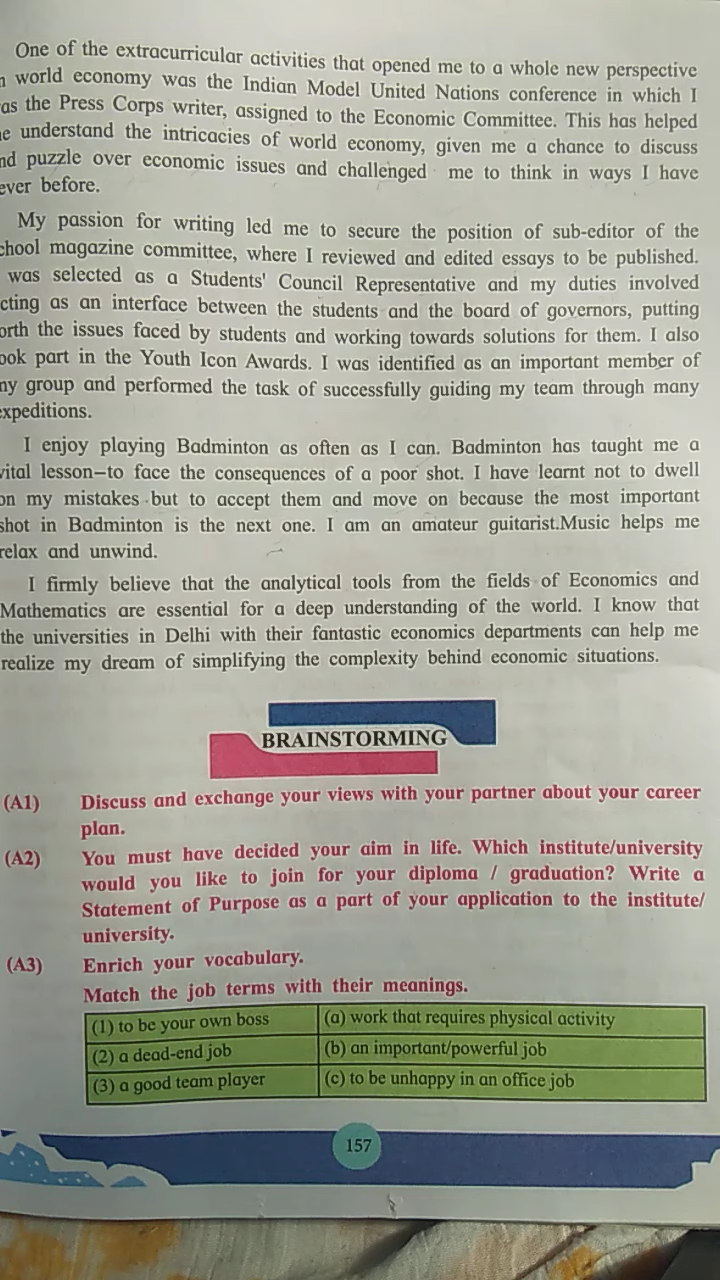 One of the extracurricular activities that opened me to a whole new perspective
world economy was the Indian Model United Nations conference in which I
as the Press Corps writer, assigned to the Economic Committee. This has helped
e understand the intricacies of world economy, given me a chance to discuss
nd puzzle over economic issues and challenged me to think in ways I have
ever before.
My passion for writing led me to secure the position of sub-editor of the
chool magazine committee, where I reviewed and edited essays to be published.
was selected as a Students' Council Representative and my duties involved
cting as an interface between the students and the board of governors, putting
orth the issues faced by students and working towards solutions for them. I also
ook part in the Youth Icon Awards. I was identified as an important member of
my group and performed the task of successfully guiding my team through many
expeditions.
I enjoy playing Badminton as often as I can. Badminton has taught me a
vital lesson–to face the consequences of a poor shot. I have learnt not to dwell
on my mistakes but to accept them and move on because the most important
shot in Badminton is the next one. I am an amateur guitarist.Music helps me
relax and unwind.
I firmly believe that the analytical tools from the fields of Economics and
Mathematics are essential for a deep understanding of the world. I know that
the universities in Delhi with their fantastic economics departments can help me
realize my dream of simplifying the complexity behind economic situations.
BRAINSTORMING
(A1) Discuss and exchange your views with your partner about your career
plan.
(A2) You must have decided your aim in life. Which institute/university
would you like to join for your diploma / graduation? Write a
Statement of Purpose as a part of your application to the institute/
university.
(A3) Enrich your vocabulary.
Match the job terms with their meanings.
(1) to be your own boss (a) work that requires physical activity
(2) a dead-end job (b) an important/powerful job
(3) a good team player (c) to be unhappy in an office job
157